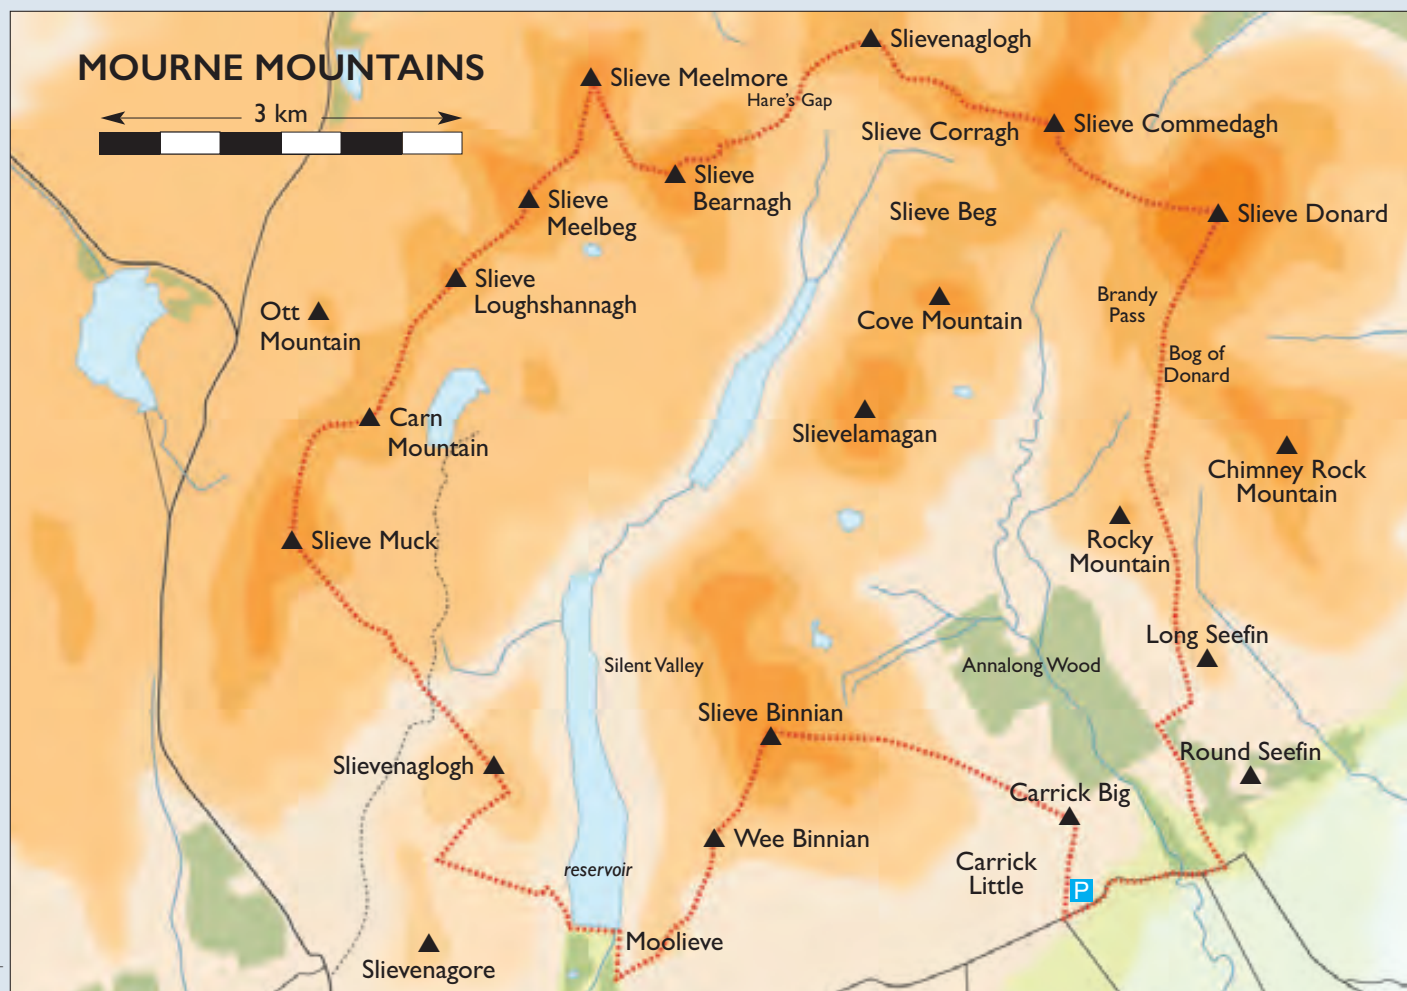 MOURNE MOUNTAINS
3 km
Slievenaglogh
Slieve Meelmore
Hare's Gap
Slieve Corragh
Slieve Commedagh
Slieve
Bearnagh
Slieve
Meelbeg
Slieve Beg
Slieve Donard
Slieve
Loughshannagh
Ott
Mountain
Brandy
Pass
Cove Mountain
Bog of
Donard
Carn
Mountain
Slievelamagan
Chimney Rock
Mountain
Slieve Muck
Rocky
Mountain
Long Seefin
Silent Valley
Annalong Wood
Slieve Binnian
Round Seefin
Slievenaglogh
Carrick Big
Wee Binnian
reservoir
Carrick
Little
P
Moolieve
Slievenagore